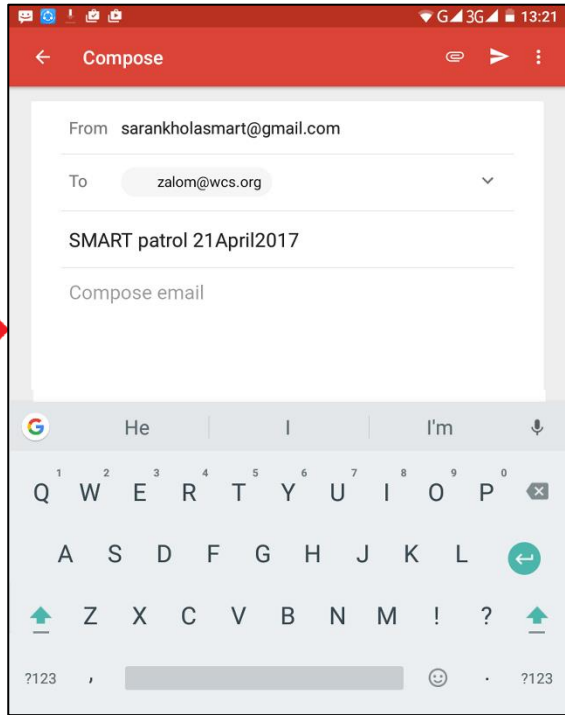 G 3G 13:21
Compose
From sarankholasmart@gmail.com
To zalom@wcs.org
SMART patrol 21April2017
Compose email
G He I I'm
1 2 3 4 5 6 7 8 9 0
Q W E R T Y U I O P
A S D F G H J K L
Z X C V B N M ! ?
?123 , . ?123